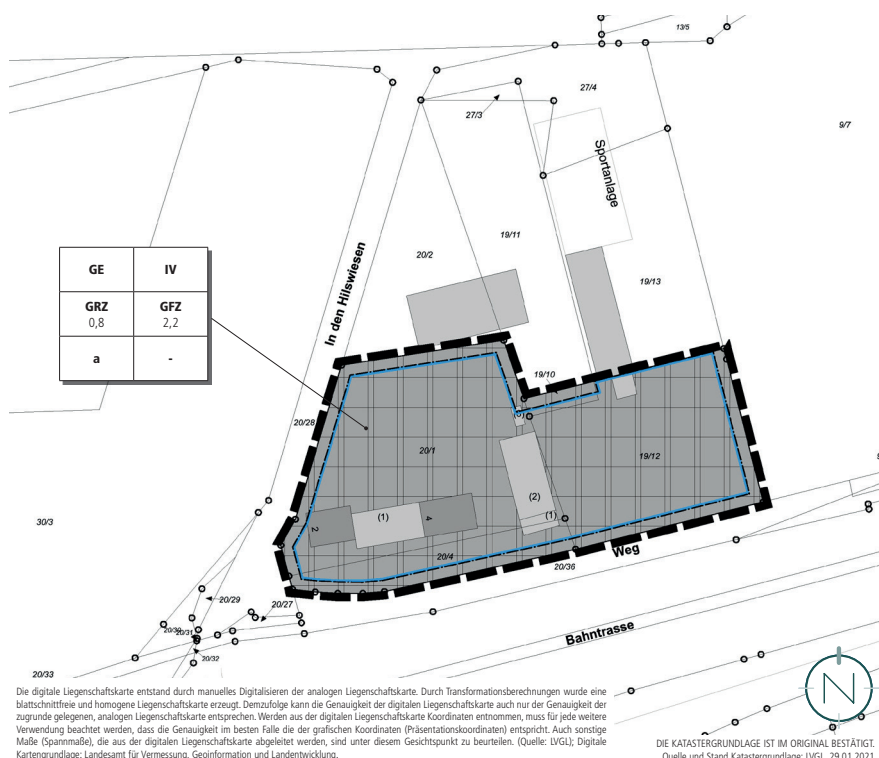 13/5
27/4
27/3
9/7
Sportanlage
19/11
20/2
19/13
In den Hilswiesen
GE IV
GRZ GFZ
0,8 2,2
a -
19/10
20/28
20/1
19/12
30/3
(2)
(1)
(1)
2
4
20/4
Weg
20/36
20/29
20/27
20/30
20/31
20/32
Bahntrasse
20/33
N
Die digitale Liegenschaftskarte entstand durch manuelles Digitalisieren der analogen Liegenschaftskarte. Durch Transformationsberechnungen wurde eine
blattschnittfreie und homogene Liegenschaftskarte erzeugt. Demzufolge kann die Genauigkeit der digitalen Liegenschaftskarte auch nur der Genauigkeit der
zugrunde gelegenen, analogen Liegenschaftskarte entsprechen. Werden aus der digitalen Liegenschaftskarte Koordinaten entnommen, muss für jede weitere
Verwendung beachtet werden, dass die Genauigkeit im besten Falle die der grafischen Koordinaten (Präsentationskoordinaten) entspricht. Auch sonstige
Maße (Spannmaße), die aus der digitalen Liegenschaftskarte abgeleitet werden, sind unter diesem Gesichtspunkt zu beurteilen. (Quelle: LVGL); Digitale
Kartengrundlage: Landesamt für Vermessung, Geoinformation und Landentwicklung.
DIE KATASTERGRUNDLAGE IST IM ORIGINAL BESTÄTIGT.
Quelle und Stand Katastergrundlage: LVGL, 29.01.2021